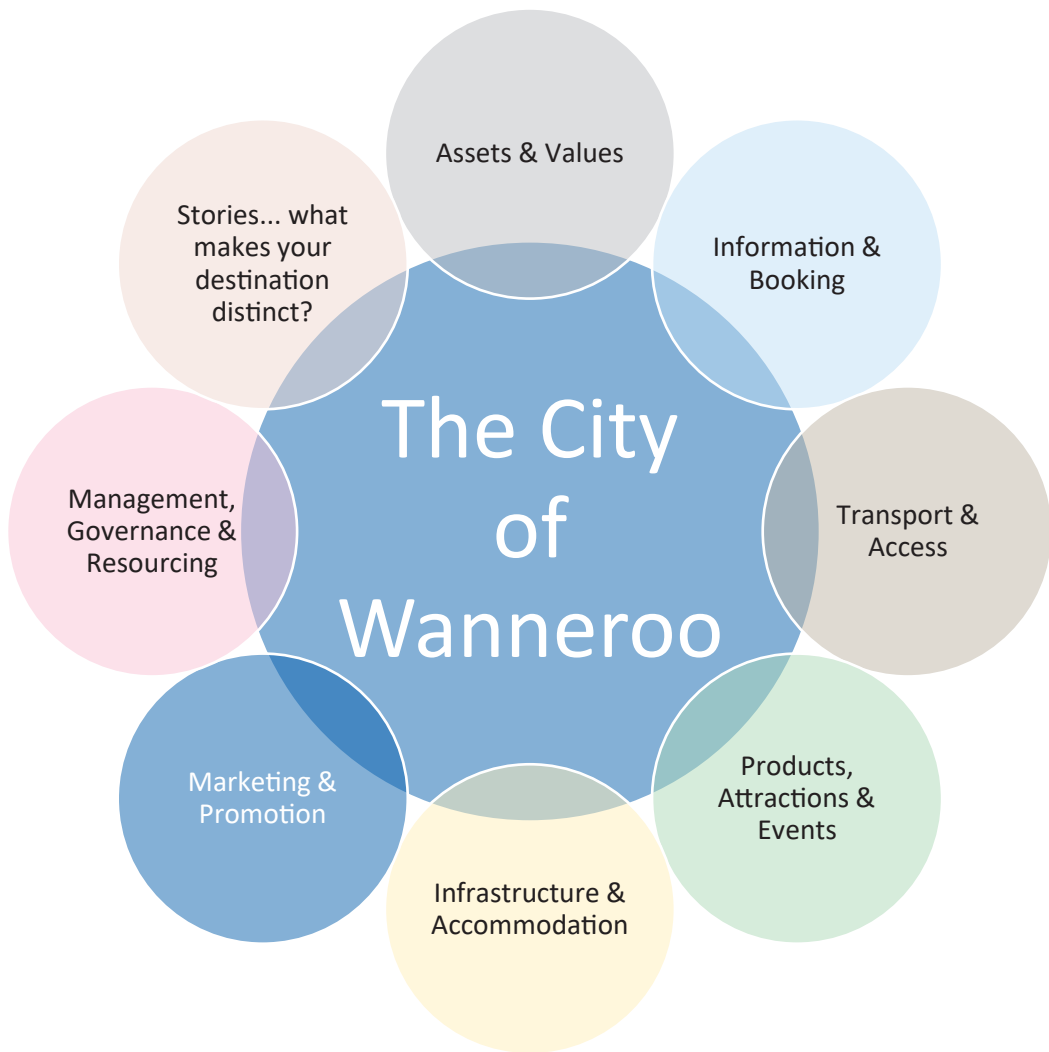 Assets & Values
Information &
Booking
Transport &
Access
Products,
Attractions &
Events
Infrastructure &
Accommodation
Marketing &
Promotion
Management,
Governance &
Resourcing
Stories... what
makes your
destination
distinct?
The City
of
Wanneroo